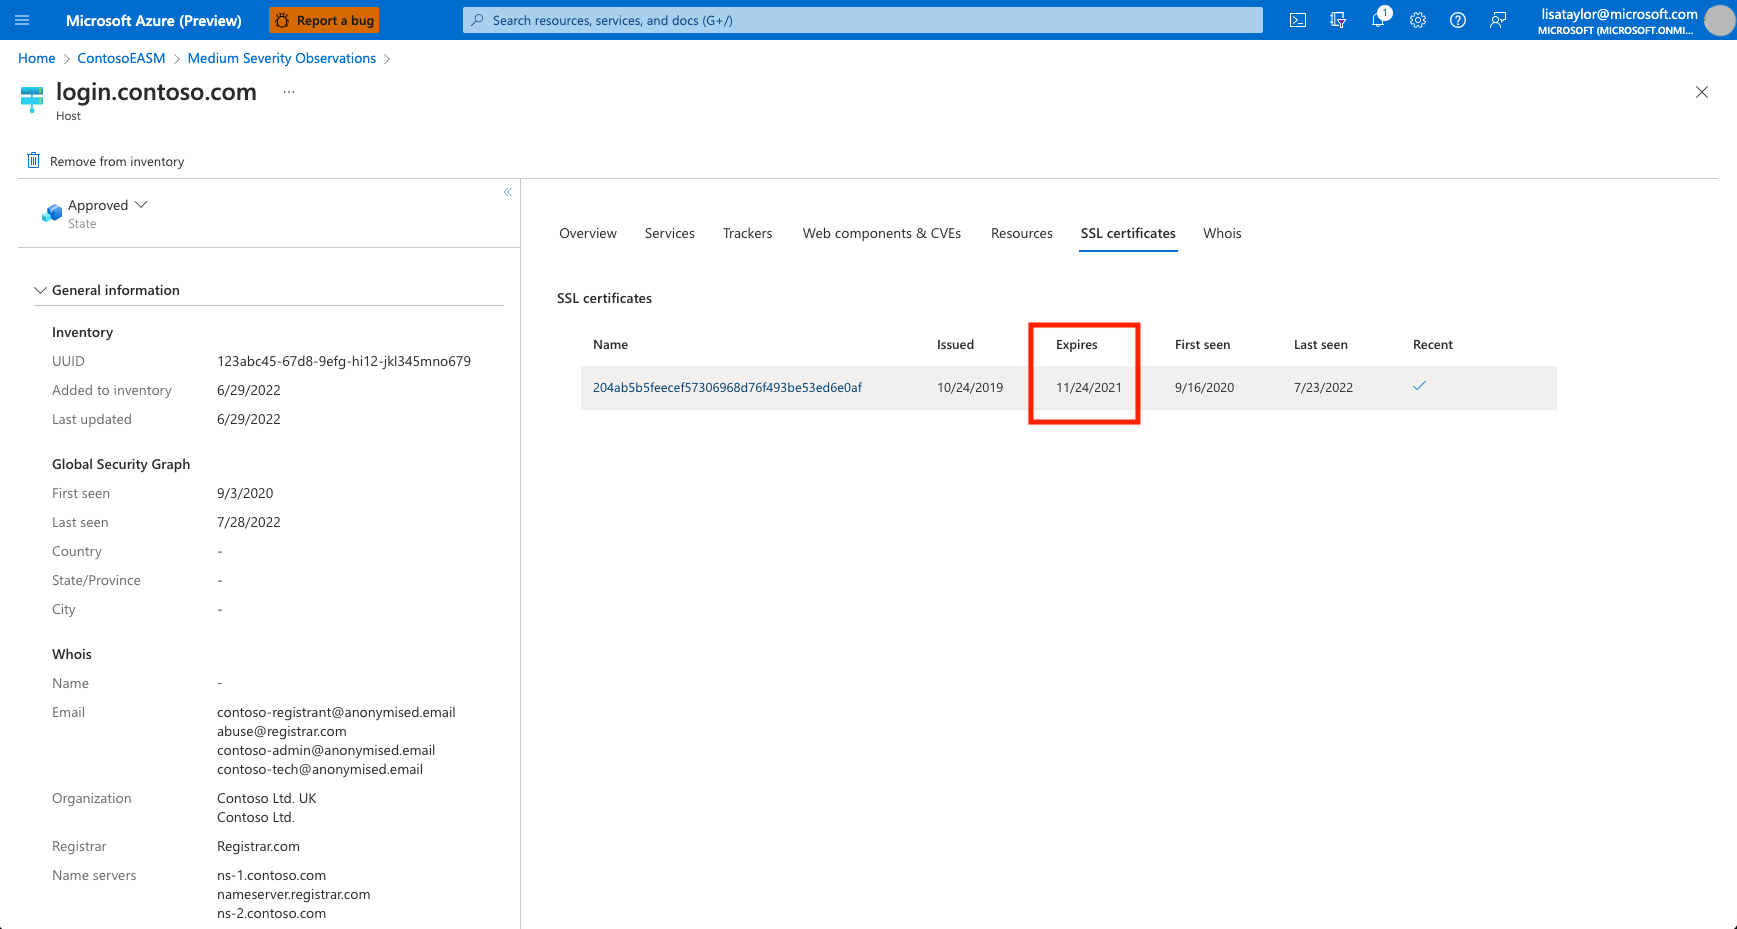 Microsoft Azure (Preview)
Report a bug
Search resources, services, and docs (G+/)
1
lisataylor@microsoft.com
MICROSOFT (MICROSOFT.ONMI...
Home > ContosoEASM > Medium Severity Observations >
login.contoso.com ...
Host
Remove from inventory
Approved
State
General information
Inventory
UUID 123abc45-67d8-9efg-hi12-jkl345mno679
Added to inventory 6/29/2022
Last updated 6/29/2022
Global Security Graph
First seen 9/3/2020
Last seen 7/28/2022
Country -
State/Province -
City -
Whois
Name -
Email contoso-registrant@anonymised.email
abuse@registrar.com
contoso-admin@anonymised.email
contoso-tech@anonymised.email
Organization Contoso Ltd. UK
Contoso Ltd.
Registrar Registrar.com
Name servers ns-1.contoso.com
nameserver.registrar.com
ns-2.contoso.com
Overview Services Trackers Web components & CVEs Resources SSL certificates Whois
SSL certificates
Name Issued Expires First seen Last seen Recent
204ab5b5feecef57306968d76f493be53ed6e0af 10/24/2019 11/24/2021 9/16/2020 7/23/2022